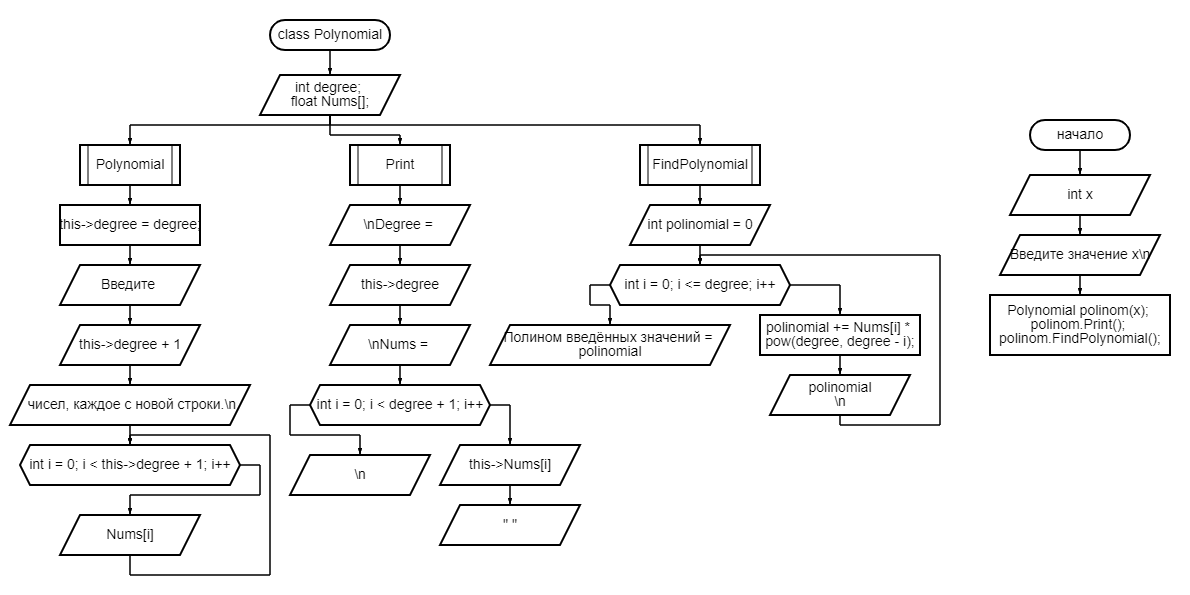 class Polynomial
int degree;
float Nums[];
Polynomial
this->degree = degree;
Введите
this->degree + 1
чисел, каждое с новой строки.\n
int i = 0; i < this->degree + 1; i++
Nums[i]
Print
\nDegree =
this->degree
\nNums =
int i = 0; i < degree + 1; i++
\n
this->Nums[i]
" "
FindPolynomial
int polinomial = 0
int i = 0; i <= degree; i++
Полином введённых значений =
polinomial
polinomial += Nums[i] *
pow(degree, degree - i);
polinomial
\n
начало
int x
Введите значение x\n
Polynomial polinom(x);
polinom.Print();
polinom.FindPolynomial();